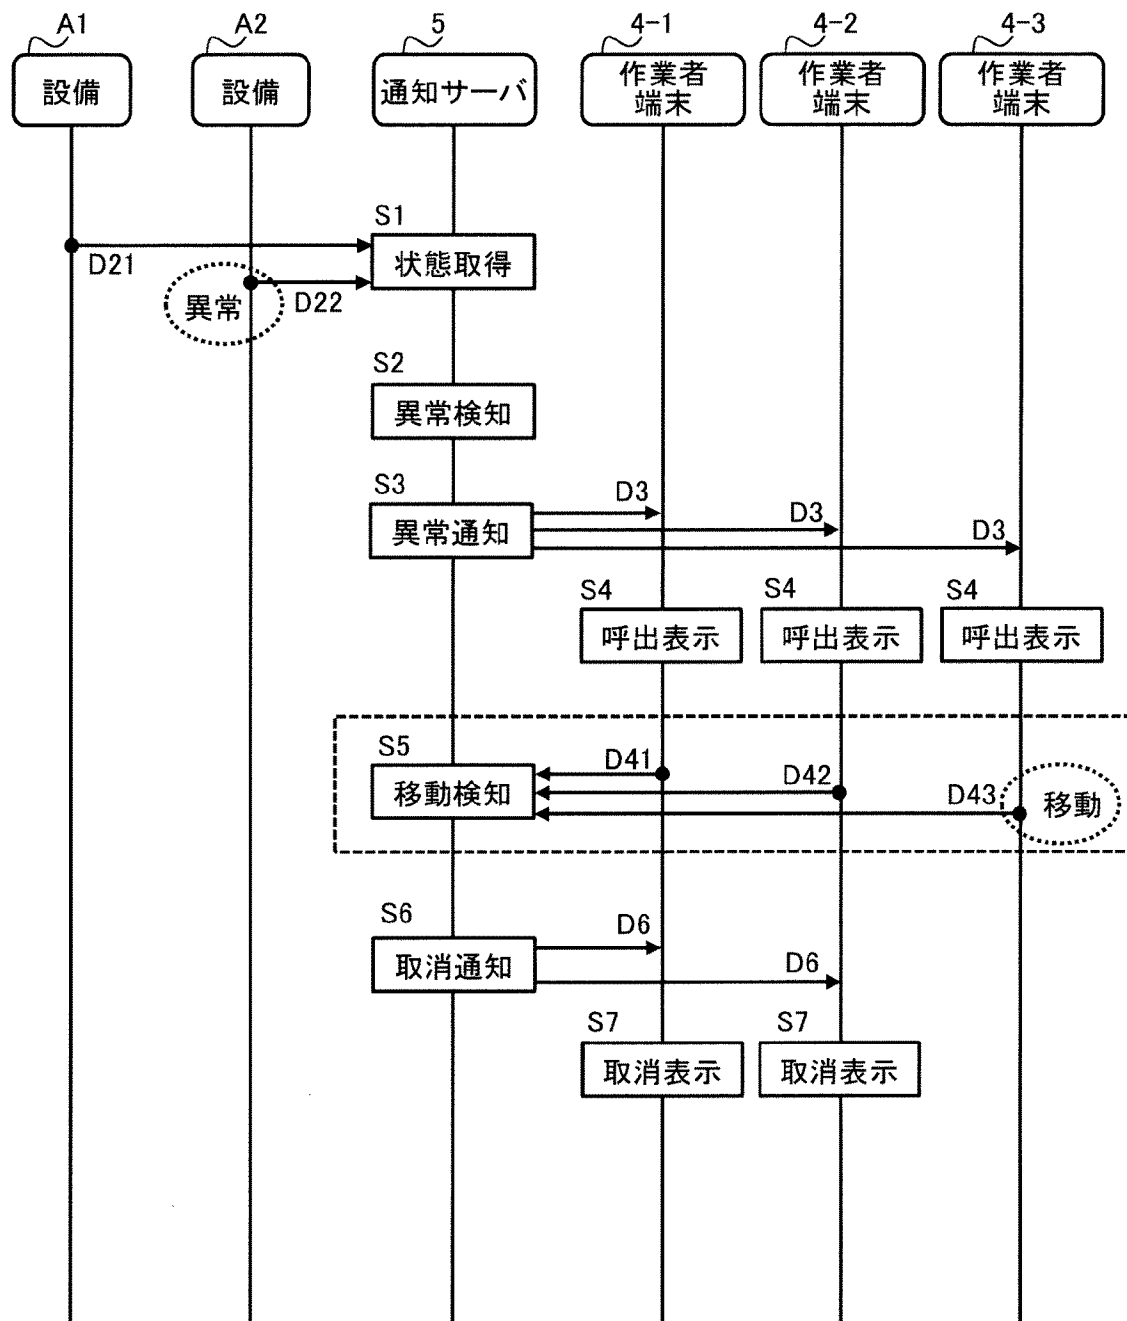 A1
A2
5
4-1
4-2
4-3
設備
設備
通知サーバ
作業者
端末
作業者
端末
作業者
端末
S1
状態取得
D21
D22
異常
S2
異常検知
S3
異常通知
D3
D3
D3
S4
S4
S4
呼出表示
呼出表示
呼出表示
S5
移動検知
D41
D42
D43
移動
S6
取消通知
D6
D6
S7
S7
取消表示
取消表示